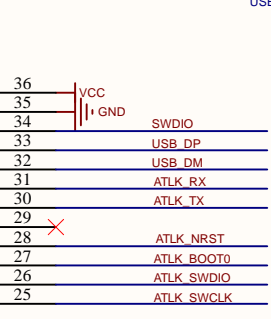 USB
36 VCC
35 GND
34 SWDIO
33 USB_DP
32 USB_DM
31 ATLK_RX
30 ATLK_TX
29
28 ATLK_NRST
27 ATLK_BOOT0
26 ATLK_SWDIO
25 ATLK_SWCLK